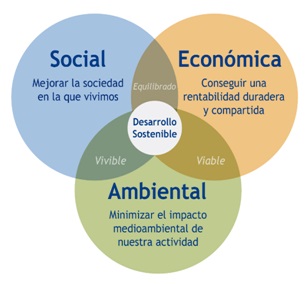 Social
Mejorar la sociedad
en la que vivimos
Económica
Conseguir una
rentabilidad duradera
y compartida
Equilibrado
Desarrollo
Sostenible
Vivible
Viable
Ambiental
Minimizar el impacto
medioambiental de
nuestra actividad